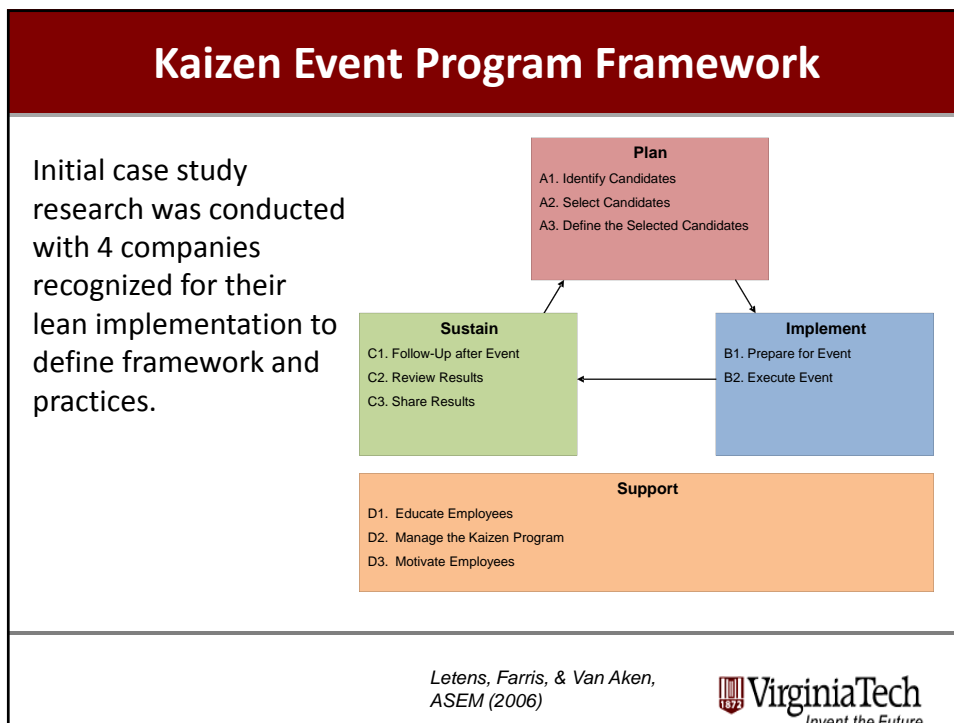 Kaizen Event Program Framework
Initial case study
research was conducted
with 4 companies
recognized for their
lean implementation to
define framework and
practices.
Plan
A1. Identify Candidates
A2. Select Candidates
A3. Define the Selected Candidates
Sustain
C1. Follow-Up after Event
C2. Review Results
C3. Share Results
Implement
B1. Prepare for Event
B2. Execute Event
Support
D1. Educate Employees
D2. Manage the Kaizen Program
D3. Motivate Employees
Letens, Farris, & Van Aken,
ASEM (2006)
1872 VirginiaTech
Invent the Future